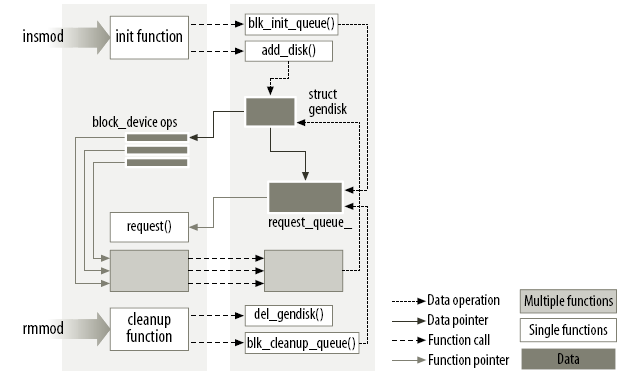 insmod
init function
blk_init_queue()
add_disk()
struct
gendisk
block_device ops
request_queue_
request()
rmmod
cleanup
function
del_gendisk()
blk_cleanup_queue()
Data operation
Data pointer
Function call
Function pointer
Multiple functions
Single functions
Data